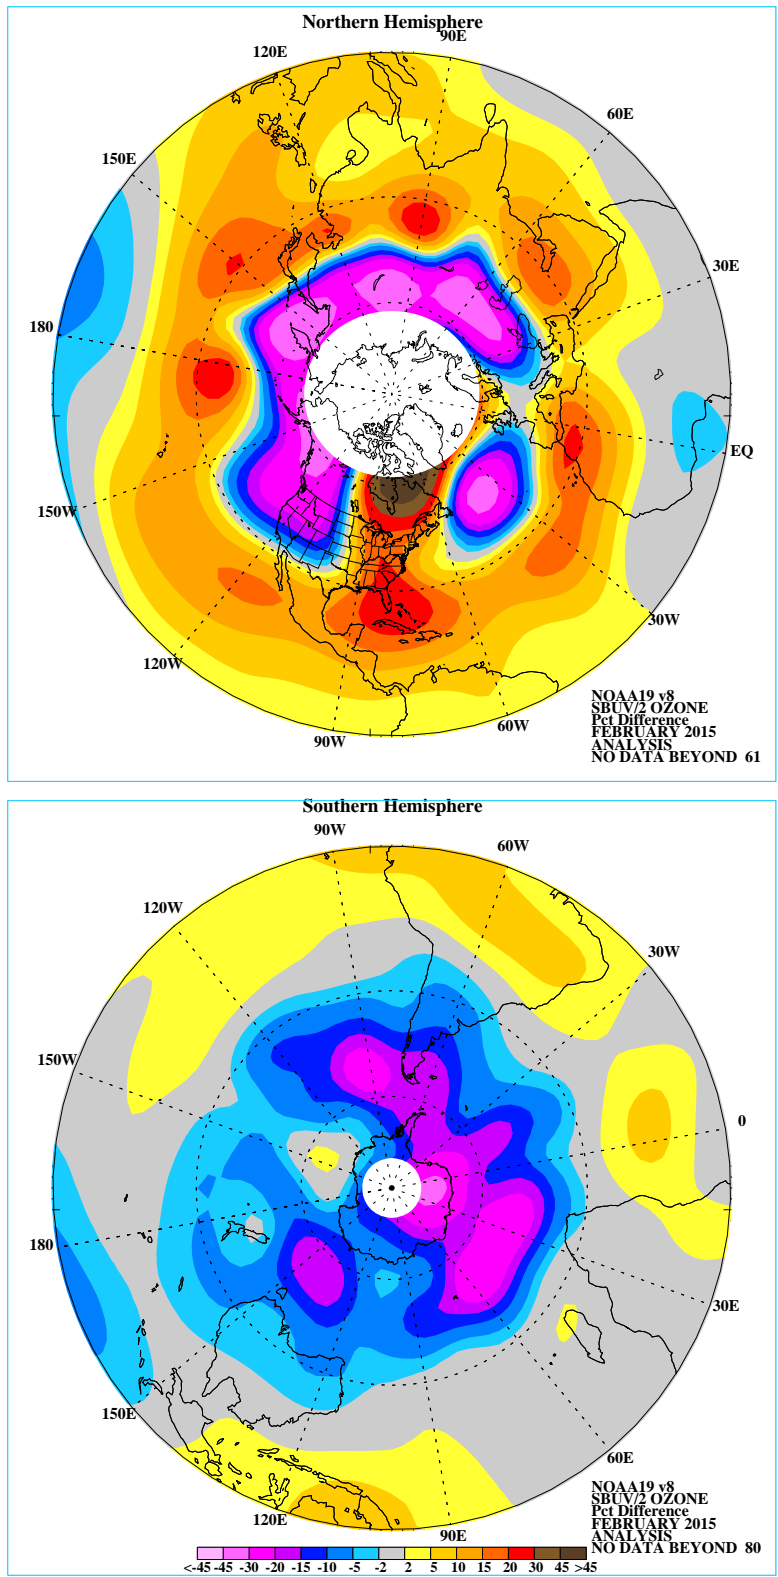 Northern Hemisphere
90E
120E
60E
150E
30E
180
EQ
150W
30W
120W
60W
90W
NOAA19 v8
SBUV/2 OZONE
Pct Difference
FEBRUARY 2015
ANALYSIS
NO DATA BEYOND 61
Southern Hemisphere
90W
60W
120W
30W
150W
0
180
30E
150E
60E
120E
90E
NOAA19 v8
SBUV/2 OZONE
Pct Difference
FEBRUARY 2015
ANALYSIS
NO DATA BEYOND 80
<-45 -45 -30 -20 -15 -10 -5 -2 2 5 10 15 20 30 45 >45